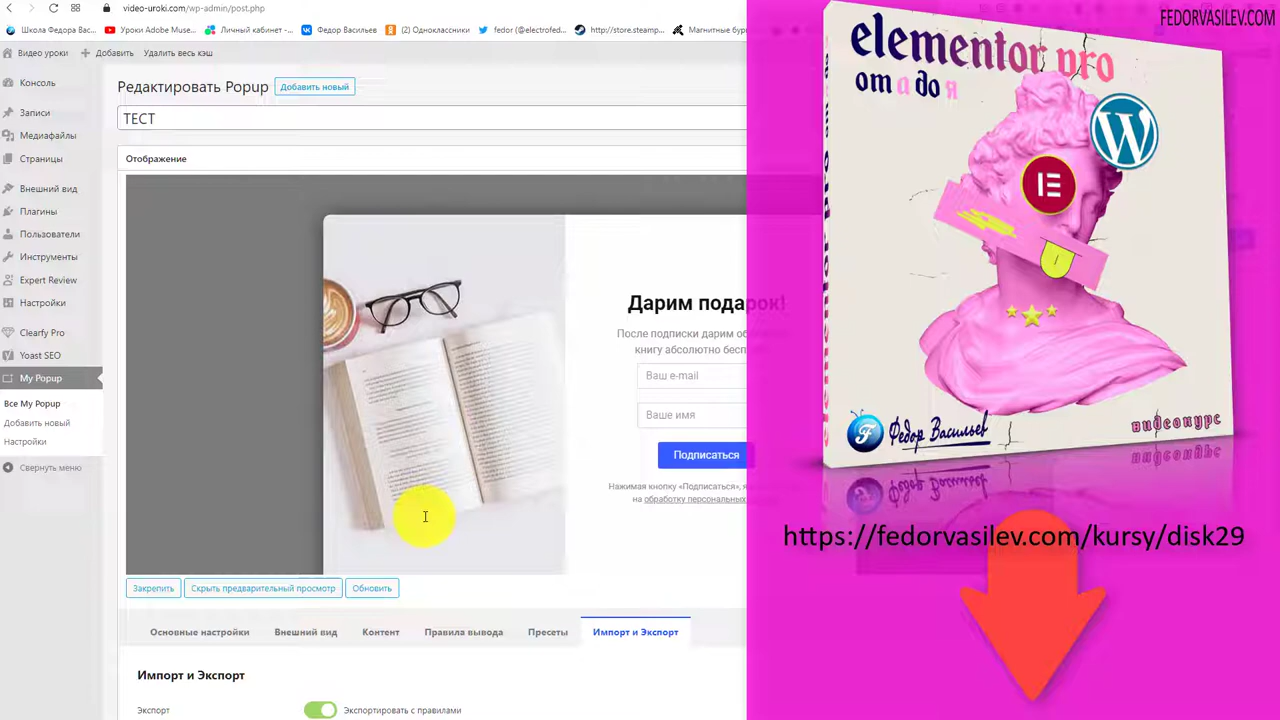 video-uroki.com/wp-admin/post.php
Школа Федора Вас...
Уроки Adobe Muse...
Личный кабинет -...
Федор Васильев
(2) Одноклассники
fedor (@electrofed...
http://store.steamp...
Магнитные бур
Видео уроки
Добавить
Удалить весь кэш
Консоль
Записи
Медиафайлы
Страницы
Внешний вид
Плагины
Пользователи
Инструменты
Expert Review
Настройки
Clearfy Pro
Yoast SEO
My Popup
Все My Popup
Добавить новый
Настройки
Свернуть меню
Редактировать Popup
Добавить новый
ТЕСТ
Отображение
Дарим подарок!
После подписки дарим об
книгу абсолютно бесп
Ваш e-mail
Ваше имя
Подписаться
Нажимая кнопку «Подписаться», я
на обработку персональных
Закрепить
Скрыть предварительный просмотр
Обновить
Основные настройки
Внешний вид
Контент
Правила вывода
Пресеты
Импорт и Экспорт
Импорт и Экспорт
Экспорт
Экспортировать с правилами
FEDORVASILEV.COM
elementor pro
от а до я
Федор Васильев
видеокурс
https://fedorvasilev.com/kursy/disk29